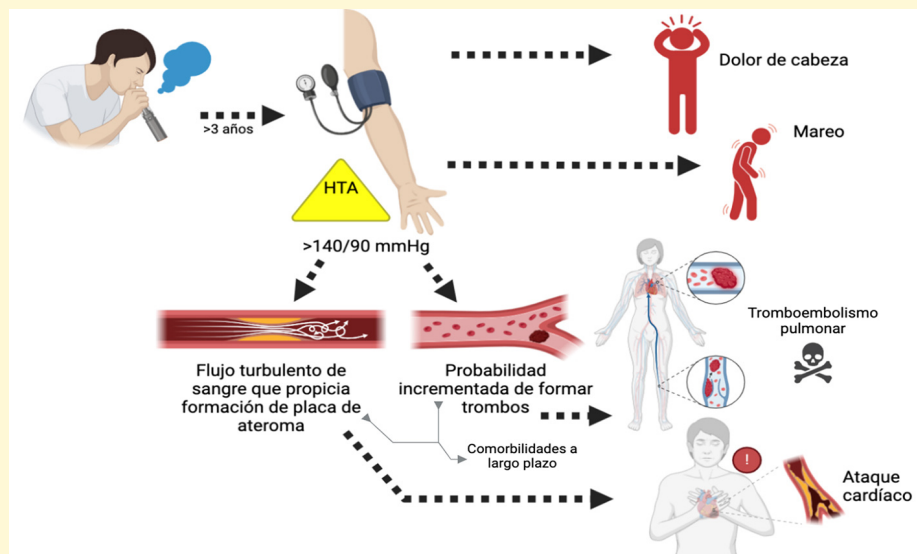 Dolor de cabeza
>3 años
Mareo
HTA
>140/90 mmHg
Tromboembolismo
pulmonar
Flujo turbulento de
sangre que propicia
formación de placa de
ateroma
Probabilidad
incrementada de formar
trombos
Comorbilidades a
largo plazo
!
Ataque
cardíaco